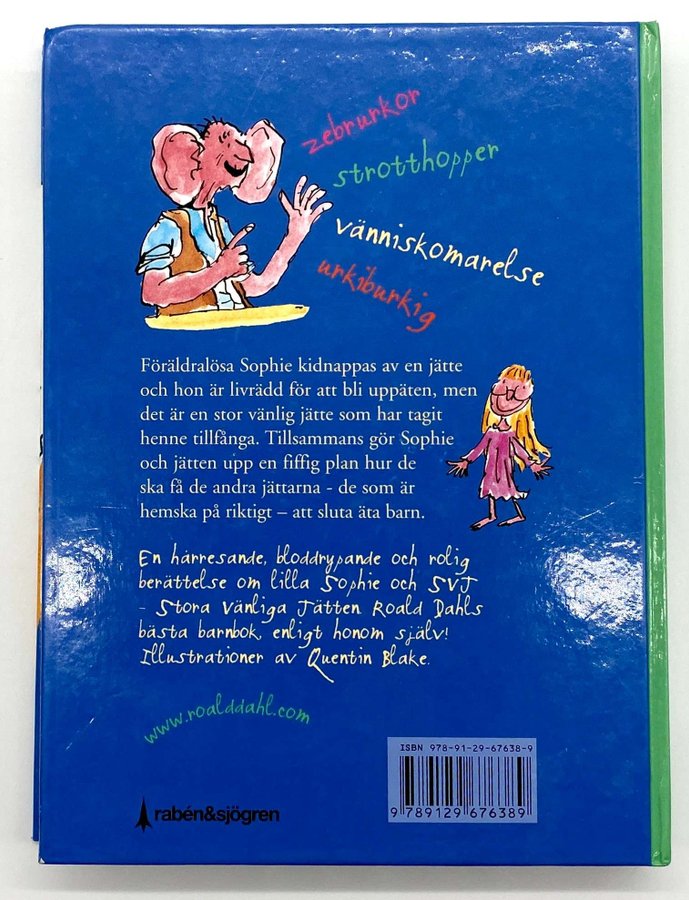 zebrurkor
strotthopper
vänniskomarelse
urkiburkig
Föräldralösa Sophie kidnappas av en jätte
och hon är livrädd för att bli uppäten, men
det är en stor vänlig jätte som har tagit
henne tillfånga. Tillsammans gör Sophie
och jätten upp en fiffig plan hur de
ska få de andra jättarna - de som är
hemska på riktigt – att sluta äta barn.
En hårresande, bloddrypande och rolig
berättelse om lilla Sophie och SVJ
- Stora Vänliga Jätten Roald Dahls
bästa barnbok, enligt honom själv!
Illustrationer av Quentin Blake.
www.roalddahl.com
ISBN 978-91-29-67638-9
9 789129 676389
rabén&sjögren